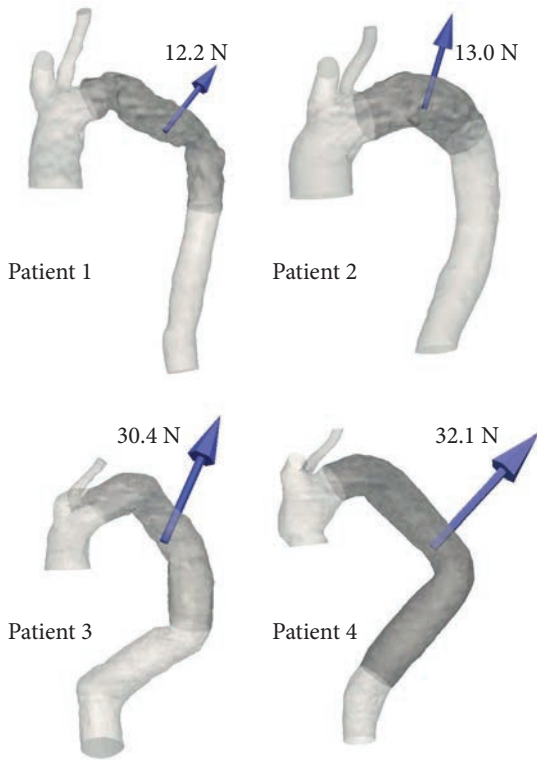 12.2 N
13.0 N
Patient 1
Patient 2
30.4 N
32.1 N
Patient 3
Patient 4